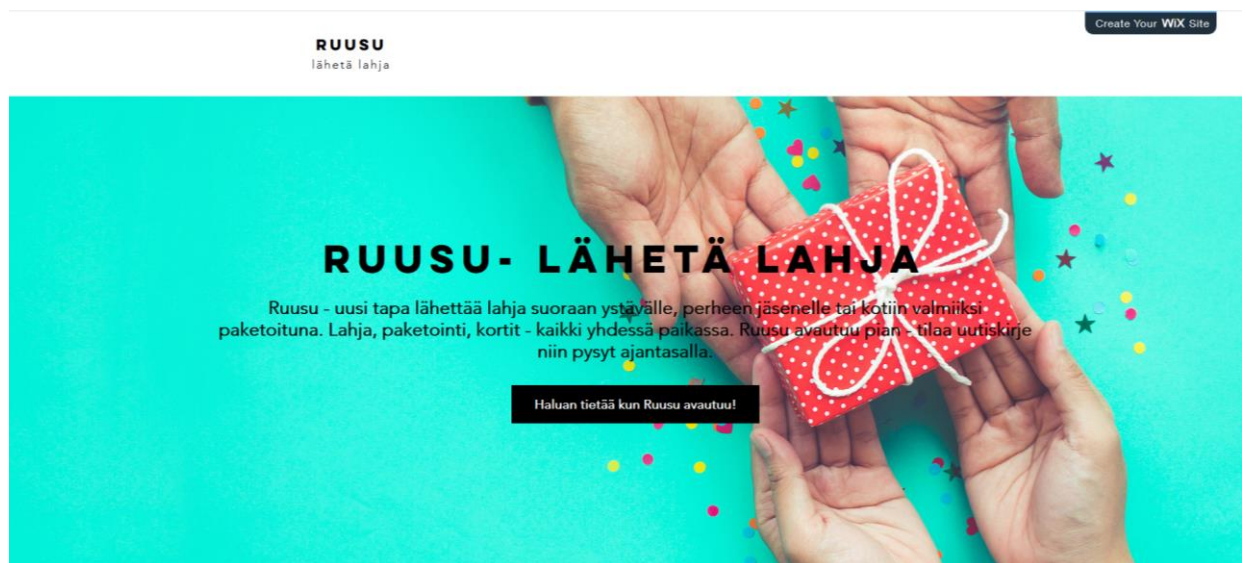 Create Your WiX Site
RUUSU
lähetä lahja
RUUSU- LÄHETÄ LAHJA
Ruusu - uusi tapa lähettää lahja suoraan ystävälle, perheen jäsenelle tai kotiin valmiiksi
paketoituna. Lahja, paketointi, kortit - kaikki yhdessä paikassa. Ruusu avautuu pian - tilaa uutiskirje
niin pysyt ajantasalla.
Haluan tietää kun Ruusu avautuu!